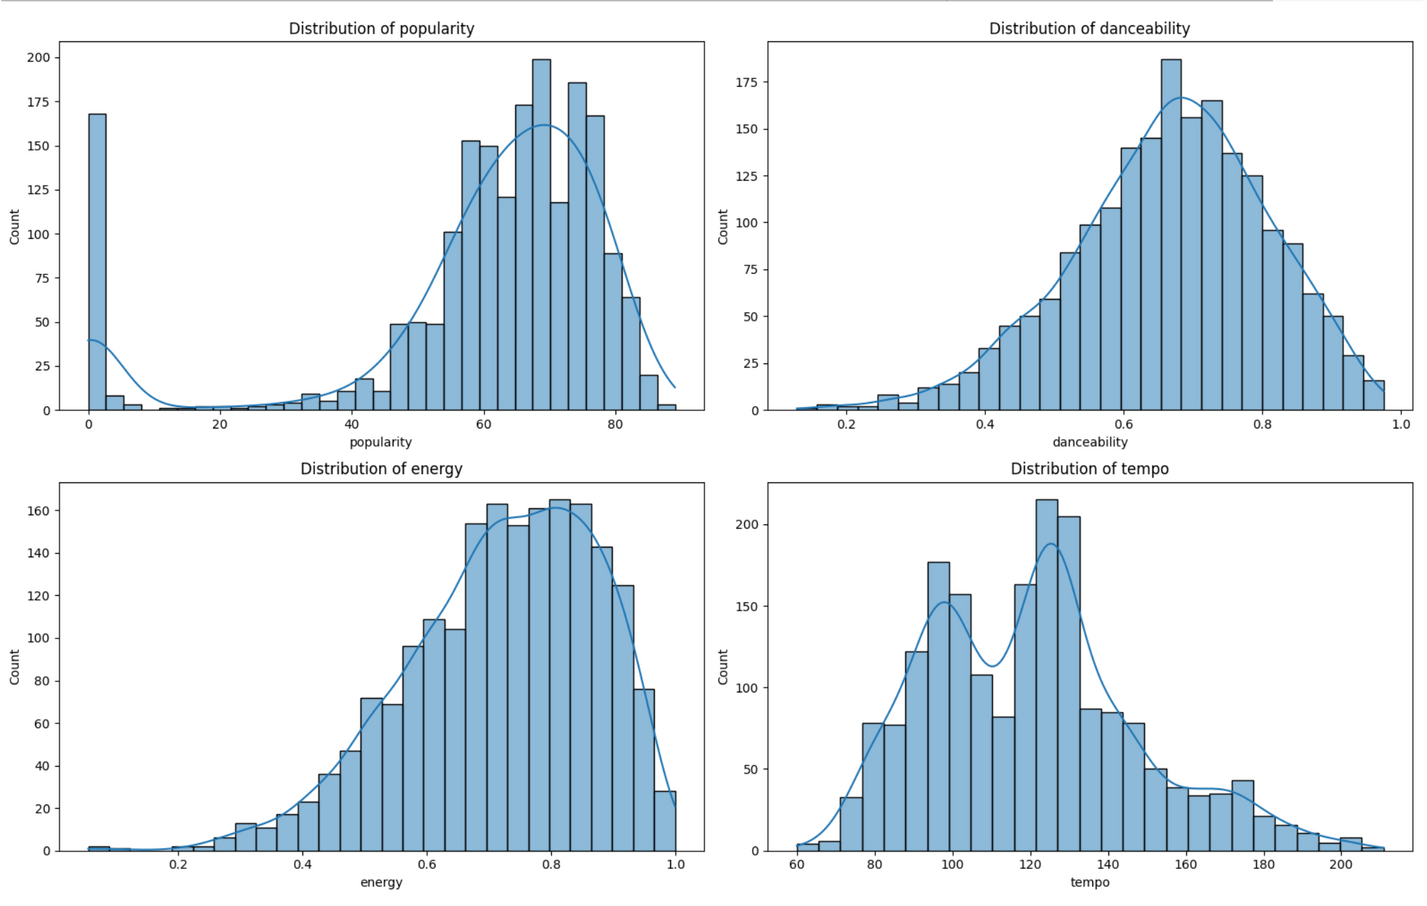 Distribution of popularity
Count
200
175
150
125
100
75
50
25
0
0 20 40 60 80
popularity
Distribution of danceability
Count
175
150
125
100
75
50
25
0
0.2 0.4 0.6 0.8 1.0
danceability
Distribution of energy
Count
160
140
120
100
80
60
40
20
0
0.2 0.4 0.6 0.8 1.0
energy
Distribution of tempo
Count
200
150
100
50
0
60 80 100 120 140 160 180 200
tempo